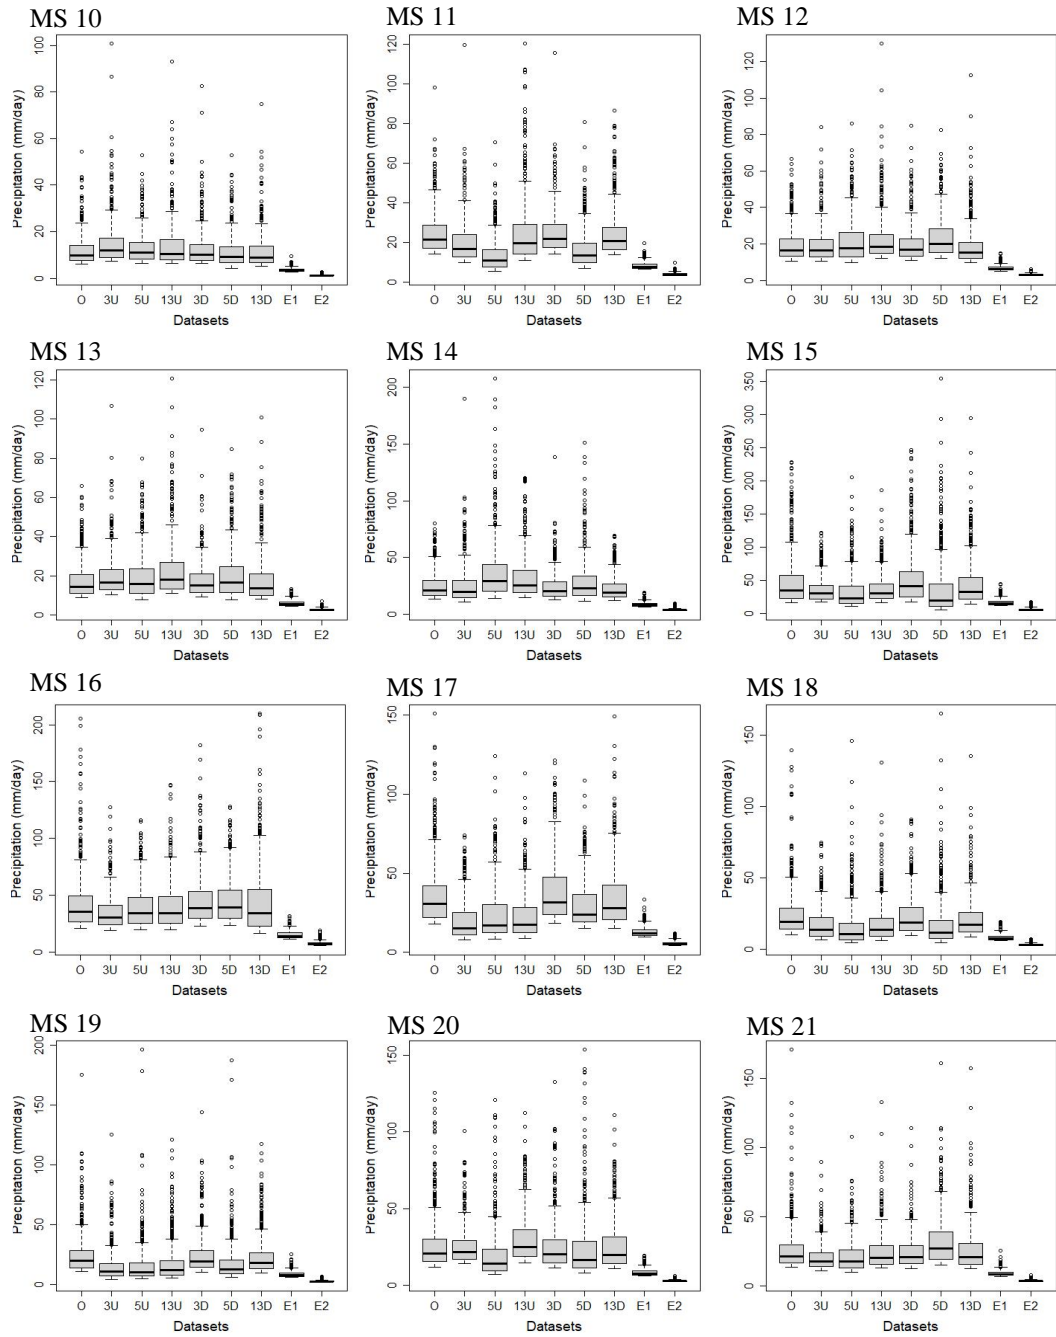 MS 10 MS 11 MS 12
Precipitation (mm/day) Precipitation (mm/day) Precipitation (mm/day)
100 80 60 40 20 0
120 100 80 60 40 20 0
120 100 80 60 40 20 0
O 3U 5U 13U 3D 5D 13D E1 E2
O 3U 5U 13U 3D 5D 13D E1 E2
O 3U 5U 13U 3D 5D 13D E1 E2
Datasets Datasets Datasets
MS 13 MS 14 MS 15
Precipitation (mm/day) Precipitation (mm/day) Precipitation (mm/day)
120 100 80 60 40 20 0
200 150 100 50 0
350 300 250 200 150 100 50 0
O 3U 5U 13U 3D 5D 13D E1 E2
O 3U 5U 13U 3D 5D 13D E1 E2
O 3U 5U 13U 3D 5D 13D E1 E2
Datasets Datasets Datasets
MS 16 MS 17 MS 18
Precipitation (mm/day) Precipitation (mm/day) Precipitation (mm/day)
200 150 100 50 0
150 100 50 0
150 100 50 0
O 3U 5U 13U 3D 5D 13D E1 E2
O 3U 5U 13U 3D 5D 13D E1 E2
O 3U 5U 13U 3D 5D 13D E1 E2
Datasets Datasets Datasets
MS 19 MS 20 MS 21
Precipitation (mm/day) Precipitation (mm/day) Precipitation (mm/day)
200 150 100 50 0
150 100 50 0
150 100 50 0
O 3U 5U 13U 3D 5D 13D E1 E2
O 3U 5U 13U 3D 5D 13D E1 E2
O 3U 5U 13U 3D 5D 13D E1 E2
Datasets Datasets Datasets